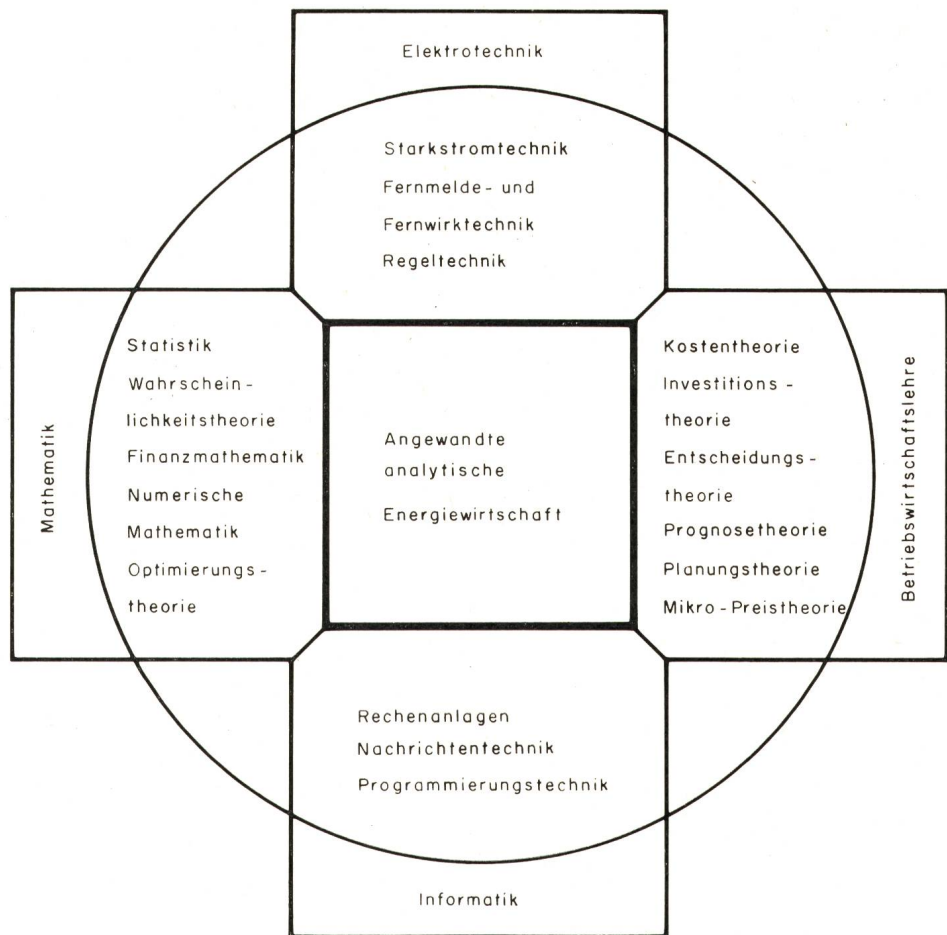 Elektrotechnik
Starkstromtechnik
Fernmelde- und
Fernwirktechnik
Regeltechnik
Mathematik
Statistik
Wahrschein-
lichkeitstheorie
Finanzmathematik
Numerische
Mathematik
Optimierungs-
theorie
Angewandte
analytische
Energiewirtschaft
Kostentheorie
Investitions-
theorie
Entscheidungs-
theorie
Prognosetheorie
Planungstheorie
Mikro-Preistheorie
Betriebswirtschaftslehre
Rechenanlagen
Nachrichtentechnik
Programmierungstechnik
Informatik